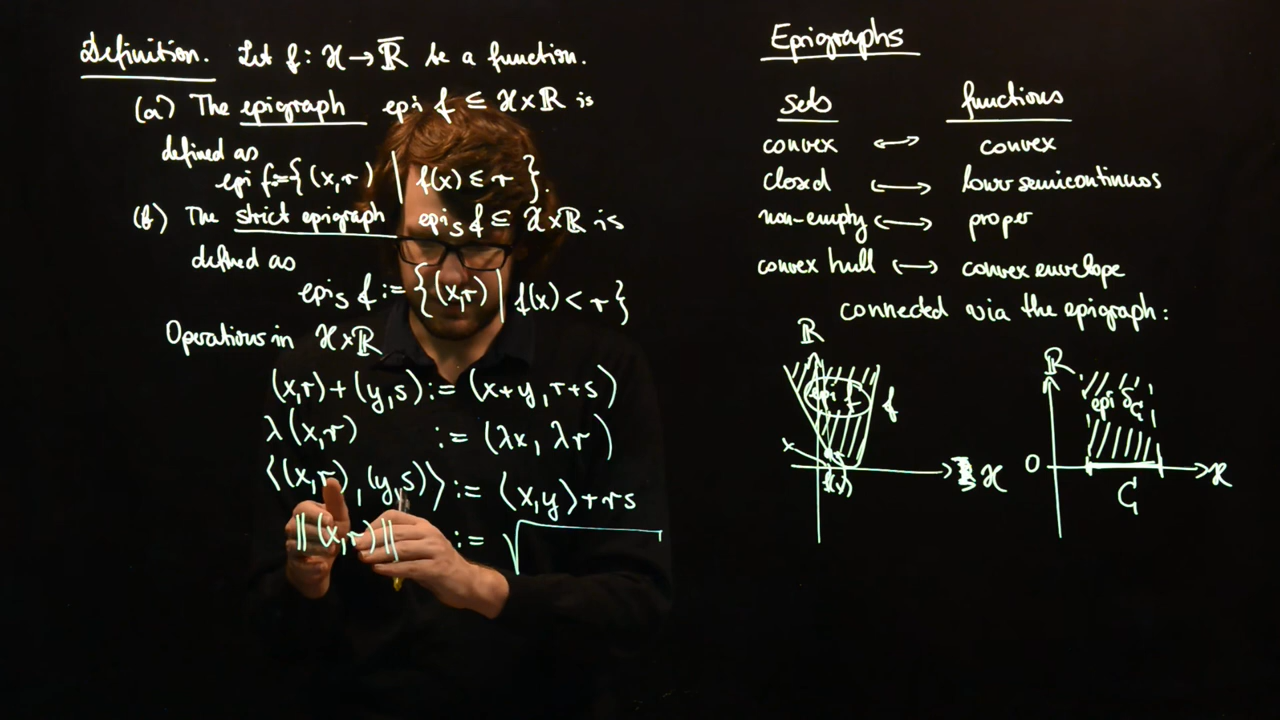 Definition. Let f: ℋ → ℝ̅ be a function.
(a) The epigraph epi f ⊆ ℋ×ℝ is
defined as
epi f := {(x,r) | f(x) ≤ r}.
(b) The strict epigraph epiₛ f ⊆ ℋ×ℝ is
defined as
epiₛ f := {(x,r) | f(x) < r}
Operations in ℋ×ℝ
(x,r)+(y,s) := (x+y, r+s)
λ(x,r) := (λx, λr)
⟨(x,r),(y,s)⟩ := ⟨x,y⟩+rs
||(x,r)|| := √
Epigraphs
sets functions
convex ⟷ convex
closed ⟷ lower semicontinuos
non-empty ⟷ proper
convex hull ⟷ convex envelope
connected via the epigraph:
ℝ
epi f
f
x
f(x)
ℋ
ℝ
epi δ_C
0
ℋ
C